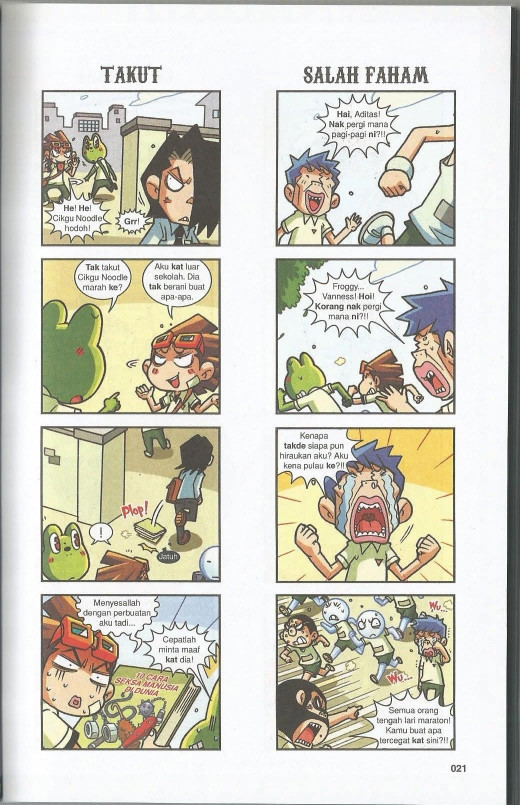 TAKUT
He! He!
Cikgu Noodle
hodoh!
Grr!
Tak takut
Cikgu Noodle
marah ke?
Aku kat luar
sekolah. Dia
tak berani buat
apa-apa.
Plop!
!
Jatuh
Menyesallah
dengan perbuatan
aku tadi...
Cepatlah
minta maaf
kat dia!
10 CARA
SEKSA MANUSIA
DI DUNIA
SALAH FAHAM
Hai, Aditas!
Nak pergi mana
pagi-pagi ni?!!
Froggy...
Vanness! Hoi!
Korang nak pergi
mana ni?!!
Kenapa
takde siapa pun
hiraukan aku? Aku
kena pulau ke?!!
Wu...
Wu...
Semua orang
tengah lari maraton!
Kamu buat apa
tercegat kat sini?!!
021